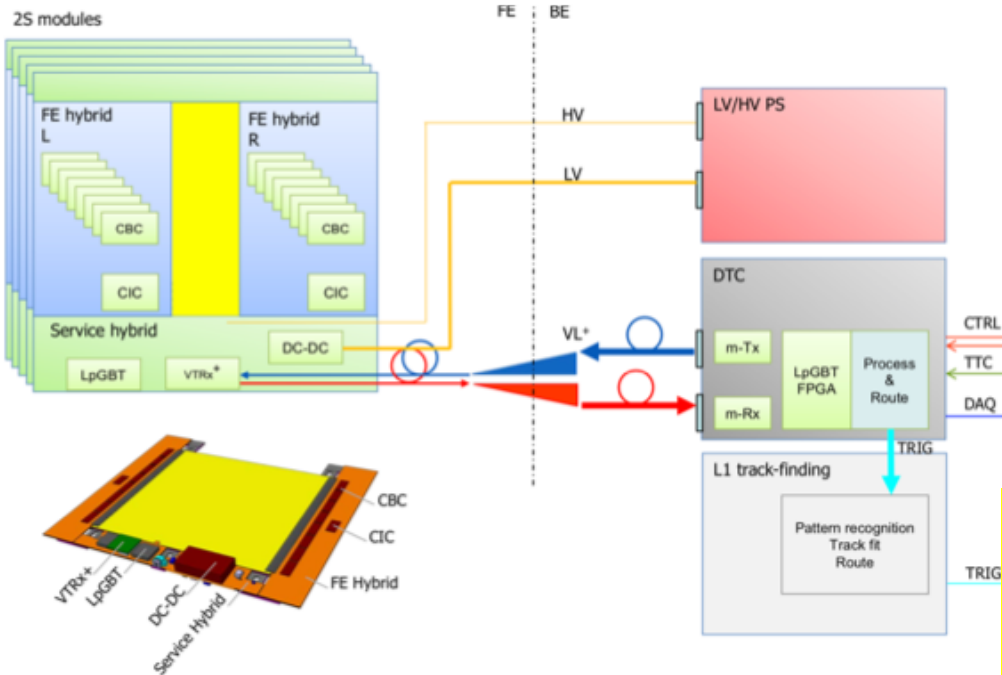 2S modules
FE
BE
FE hybrid
L
FE hybrid
R
CBC
CBC
CIC
CIC
Service hybrid
LpGBT
VTRx+
DC-DC
HV
LV
VL+
LV/HV PS
DTC
m-Tx
m-Rx
LpGBT
FPGA
Process
&
Route
CTRL
TTC
DAQ
TRIG
L1 track-finding
Pattern recognition
Track fit
Route
TRIG
CBC
CIC
FE Hybrid
VTRx+
LpGBT
DC-DC
Service Hybrid